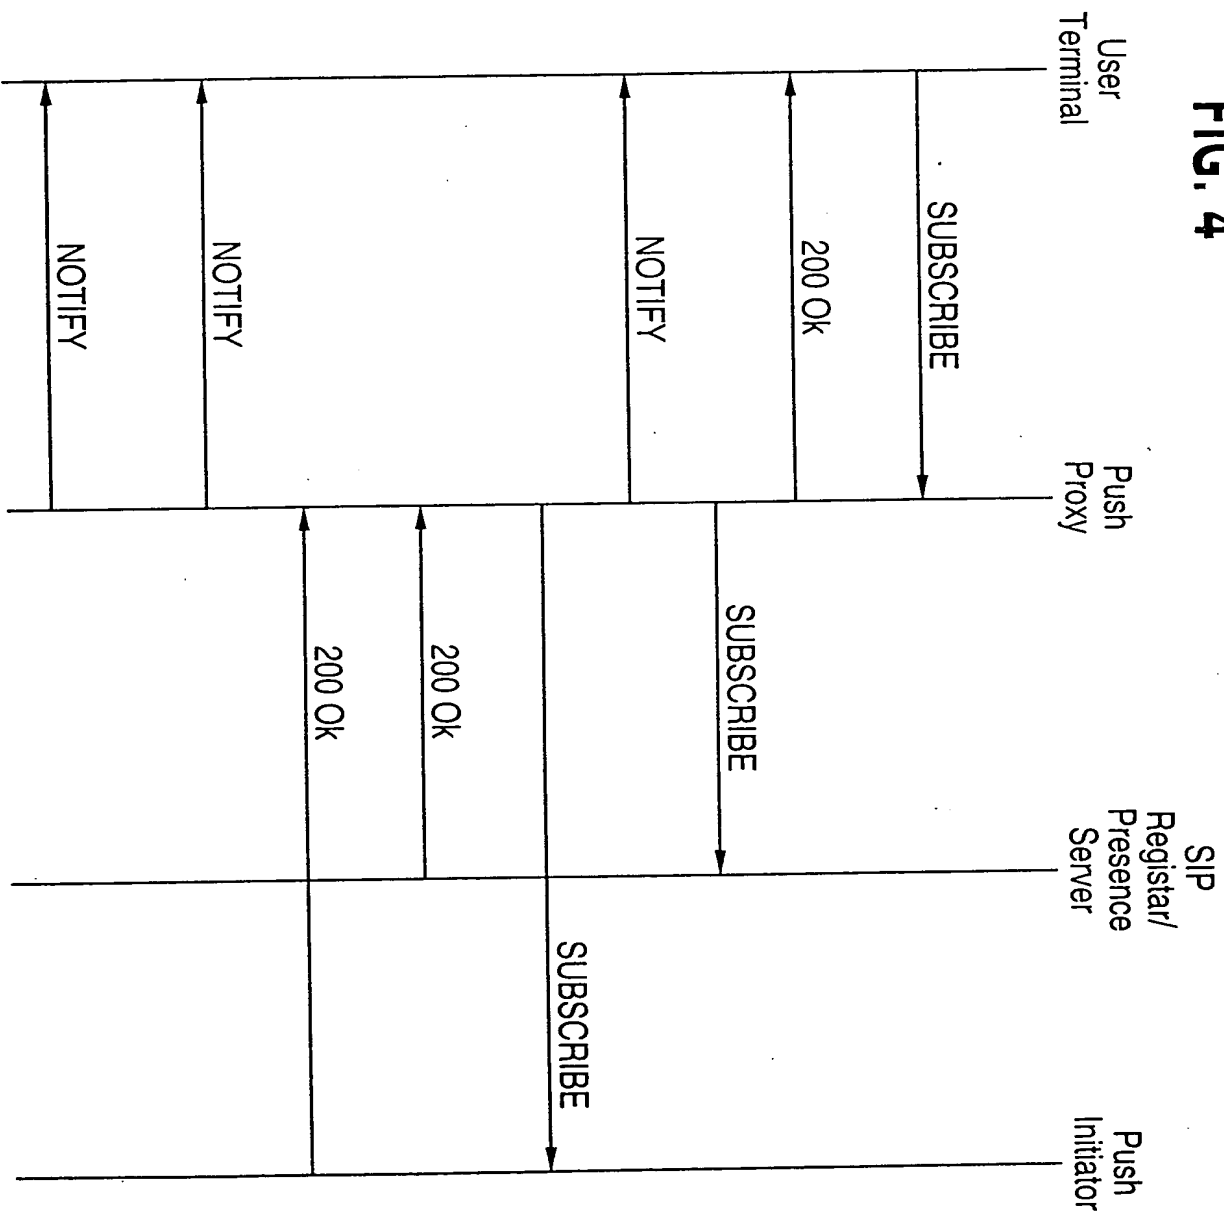 FIG. 4
User
Terminal
Push
Proxy
SIP
Registar/
Presence
Server
Push
Initiator
SUBSCRIBE
200 Ok
SUBSCRIBE
NOTIFY
SUBSCRIBE
200 Ok
200 Ok
NOTIFY
NOTIFY